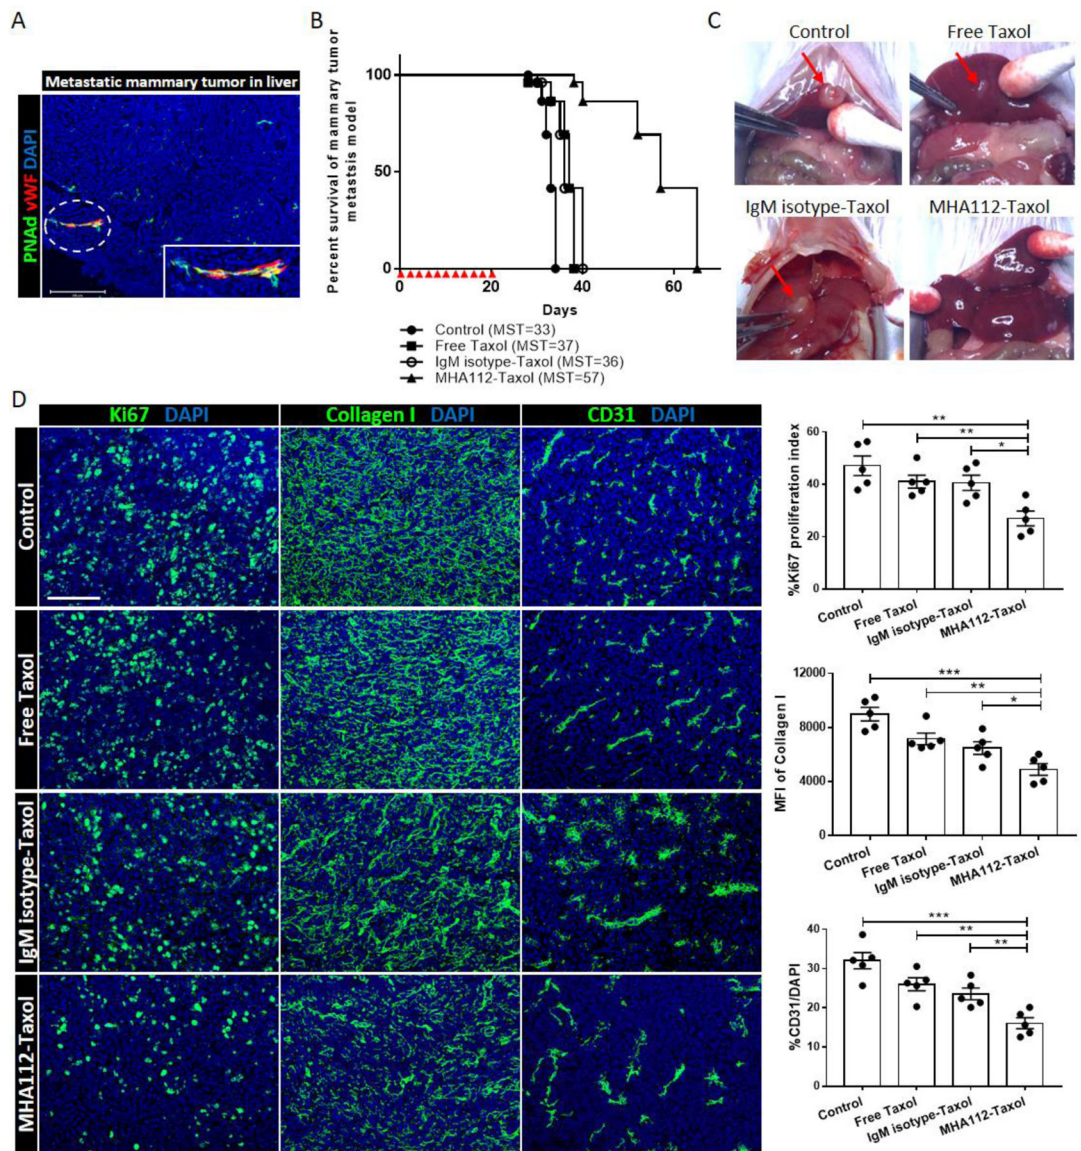 A
Metastatic mammary tumor in liver
PNAd vWF DAPI
B
Percent survival of mammary tumor
metastsis model
100
50
0
0
20
40
60
Days
Control (MST=33)
Free Taxol (MST=37)
IgM isotype-Taxol (MST=36)
MHA112-Taxol (MST=57)
C
Control
Free Taxol
IgM isotype-Taxol
MHA112-Taxol
D
Ki67 DAPI
Collagen I DAPI
CD31 DAPI
Control
Free Taxol
IgM isotype-Taxol
MHA112-Taxol
%Ki67 proliferation index
60
40
20
0
**
**
*
Control
Free Taxol
IgM isotype-Taxol
MHA112-Taxol
MFI of Collagen I
12000
8000
4000
0
***
**
*
Control
Free Taxol
IgM isotype-Taxol
MHA112-Taxol
%CD31/DAPI
40
30
20
10
0
***
**
**
Control
Free Taxol
IgM isotype-Taxol
MHA112-Taxol